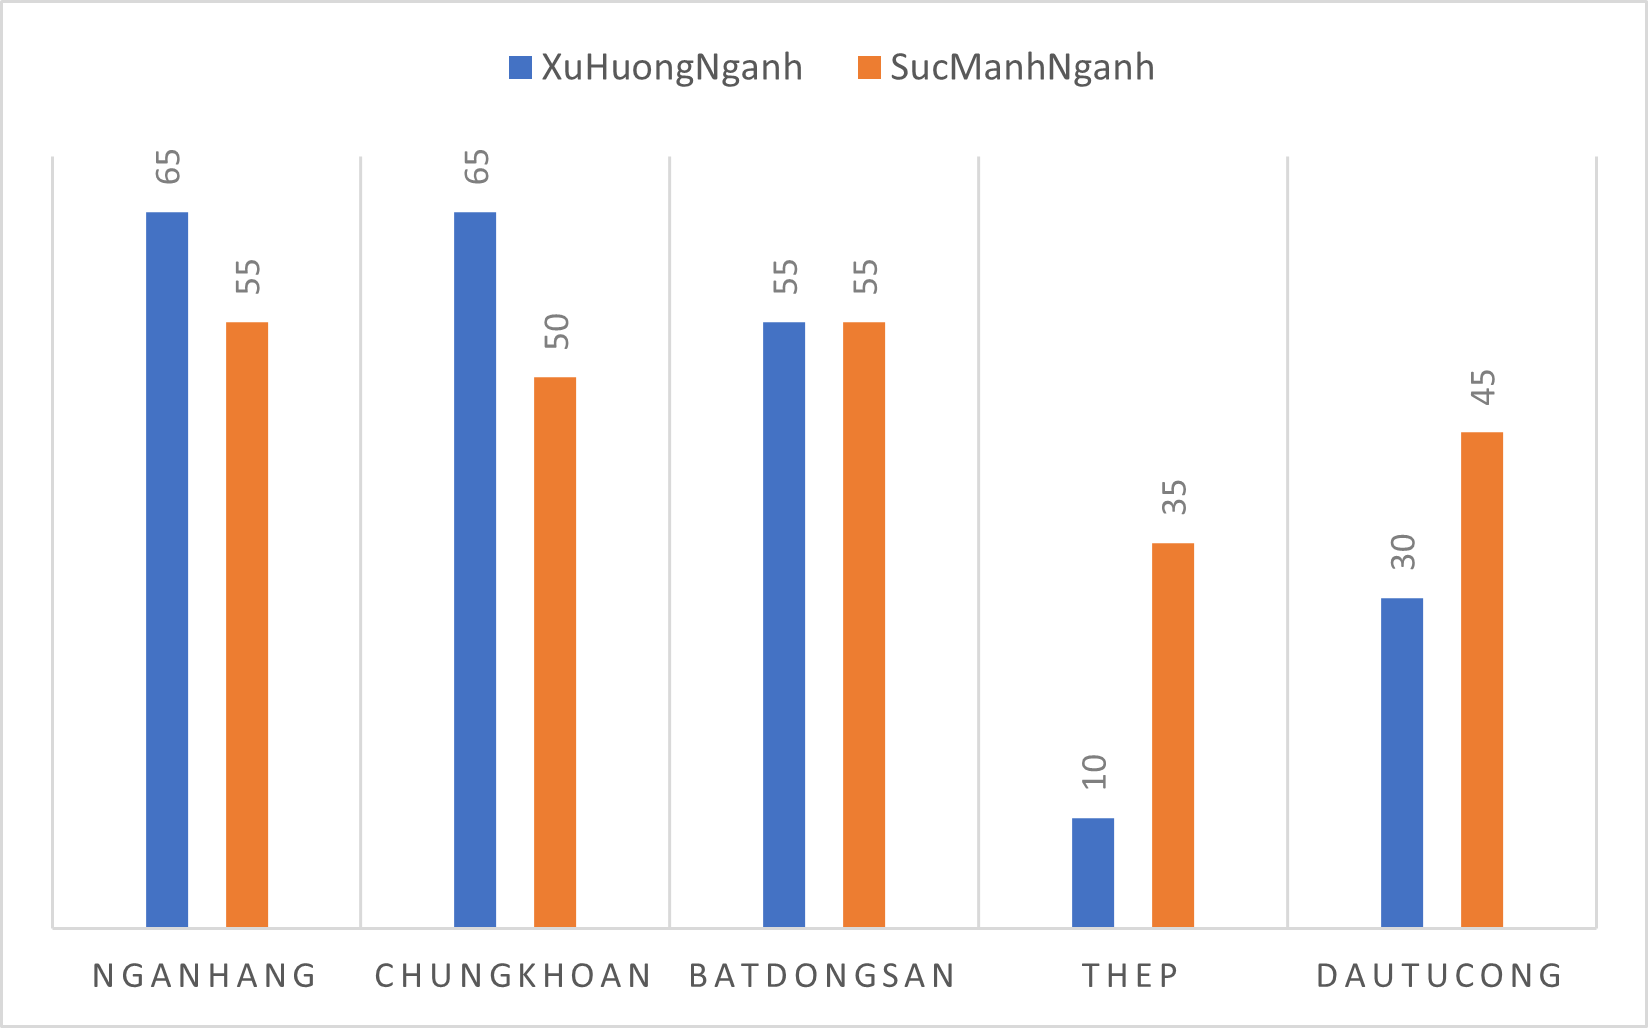 XuHuongNganh SucManhNganh
65 55 65 50 55 55 10 35 30 45
NGANHANG CHUNGKHOAN BATDONGSAN THEP DAUTUCONG